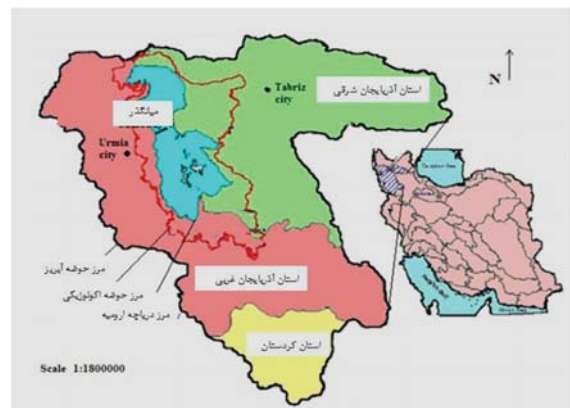 استان آذربایجان شرقی
Tabriz city
N
میانگذر
Urmia city
مرز حوضه آبریز
مرز حوضه اکولوژیکی
مرز دریاچه ارومیه
استان آذربایجان غربی
استان کردستان
Scale 1:1800000